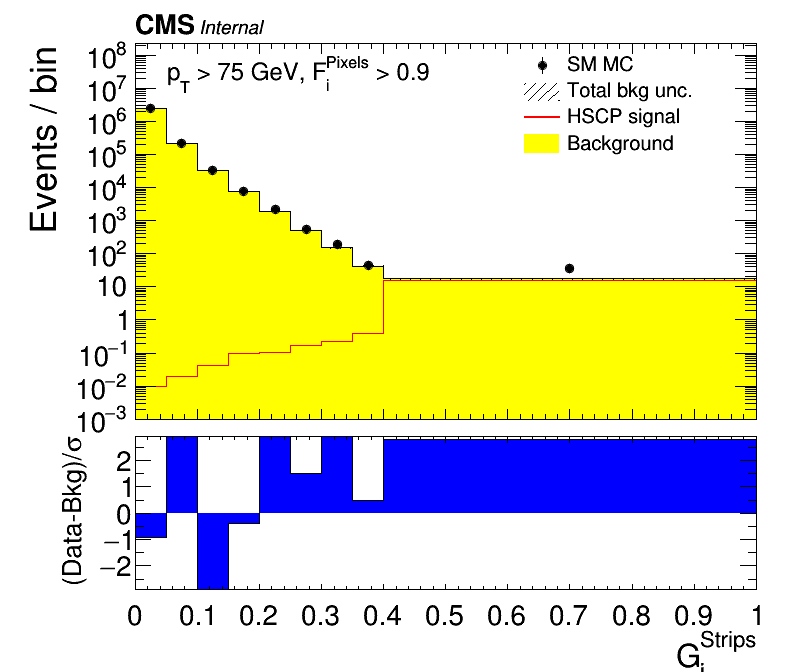 CMS Internal
p_T > 75 GeV, F_i^Pixels > 0.9
SM MC
Total bkg unc.
HSCP signal
Background
Events / bin
10^8
10^7
10^6
10^5
10^4
10^3
10^2
10
1
10^−1
10^−2
10^−3
(Data-Bkg)/σ
2
1
0
−1
−2
0 0.1 0.2 0.3 0.4 0.5 0.6 0.7 0.8 0.9 1
G_i^Strips